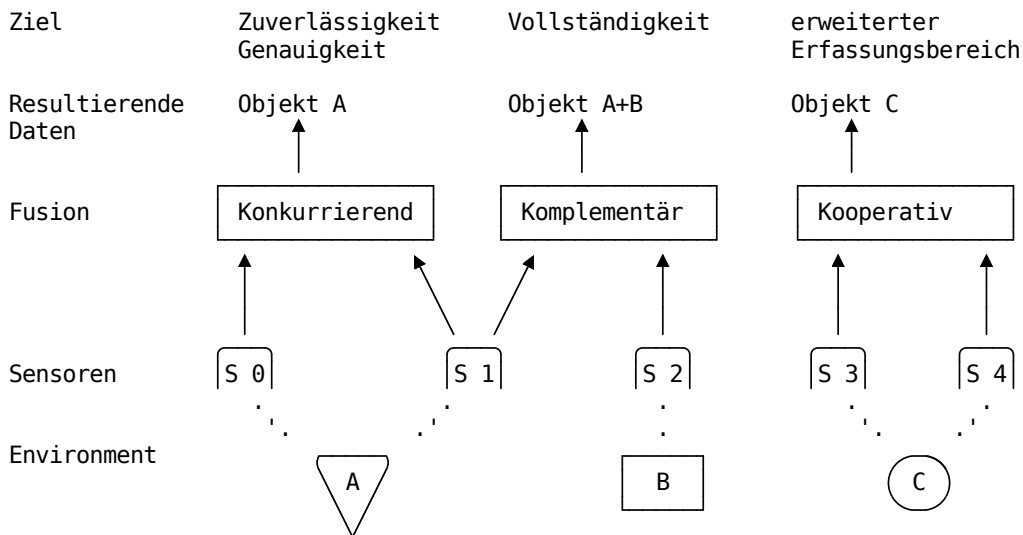 Ziel Zuverlässigkeit Vollständigkeit erweiterter
Genauigkeit Erfassungsbereich
Resultierende Objekt A Objekt A+B Objekt C
Daten
Fusion Konkurrierend Komplementär Kooperativ
Sensoren S 0 S 1 S 2 S 3 S 4
Environment
A B C